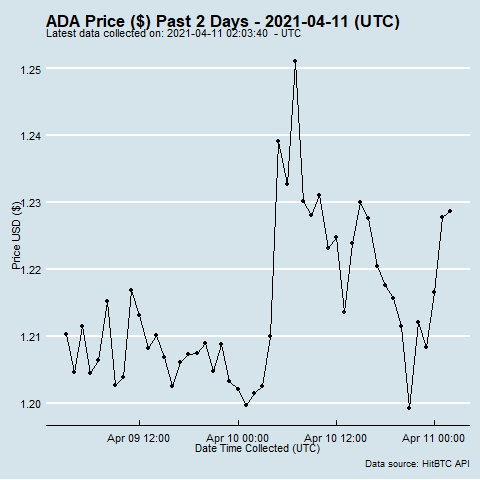 ADA Price ($) Past 2 Days - 2021-04-11 (UTC)
Latest data collected on: 2021-04-11 02:03:40  - UTC
Price USD ($)
1.25
1.24
1.23
1.22
1.21
1.20
Apr 09 12:00
Apr 10 00:00
Apr 10 12:00
Apr 11 00:00
Date Time Collected (UTC)
Data source: HitBTC API